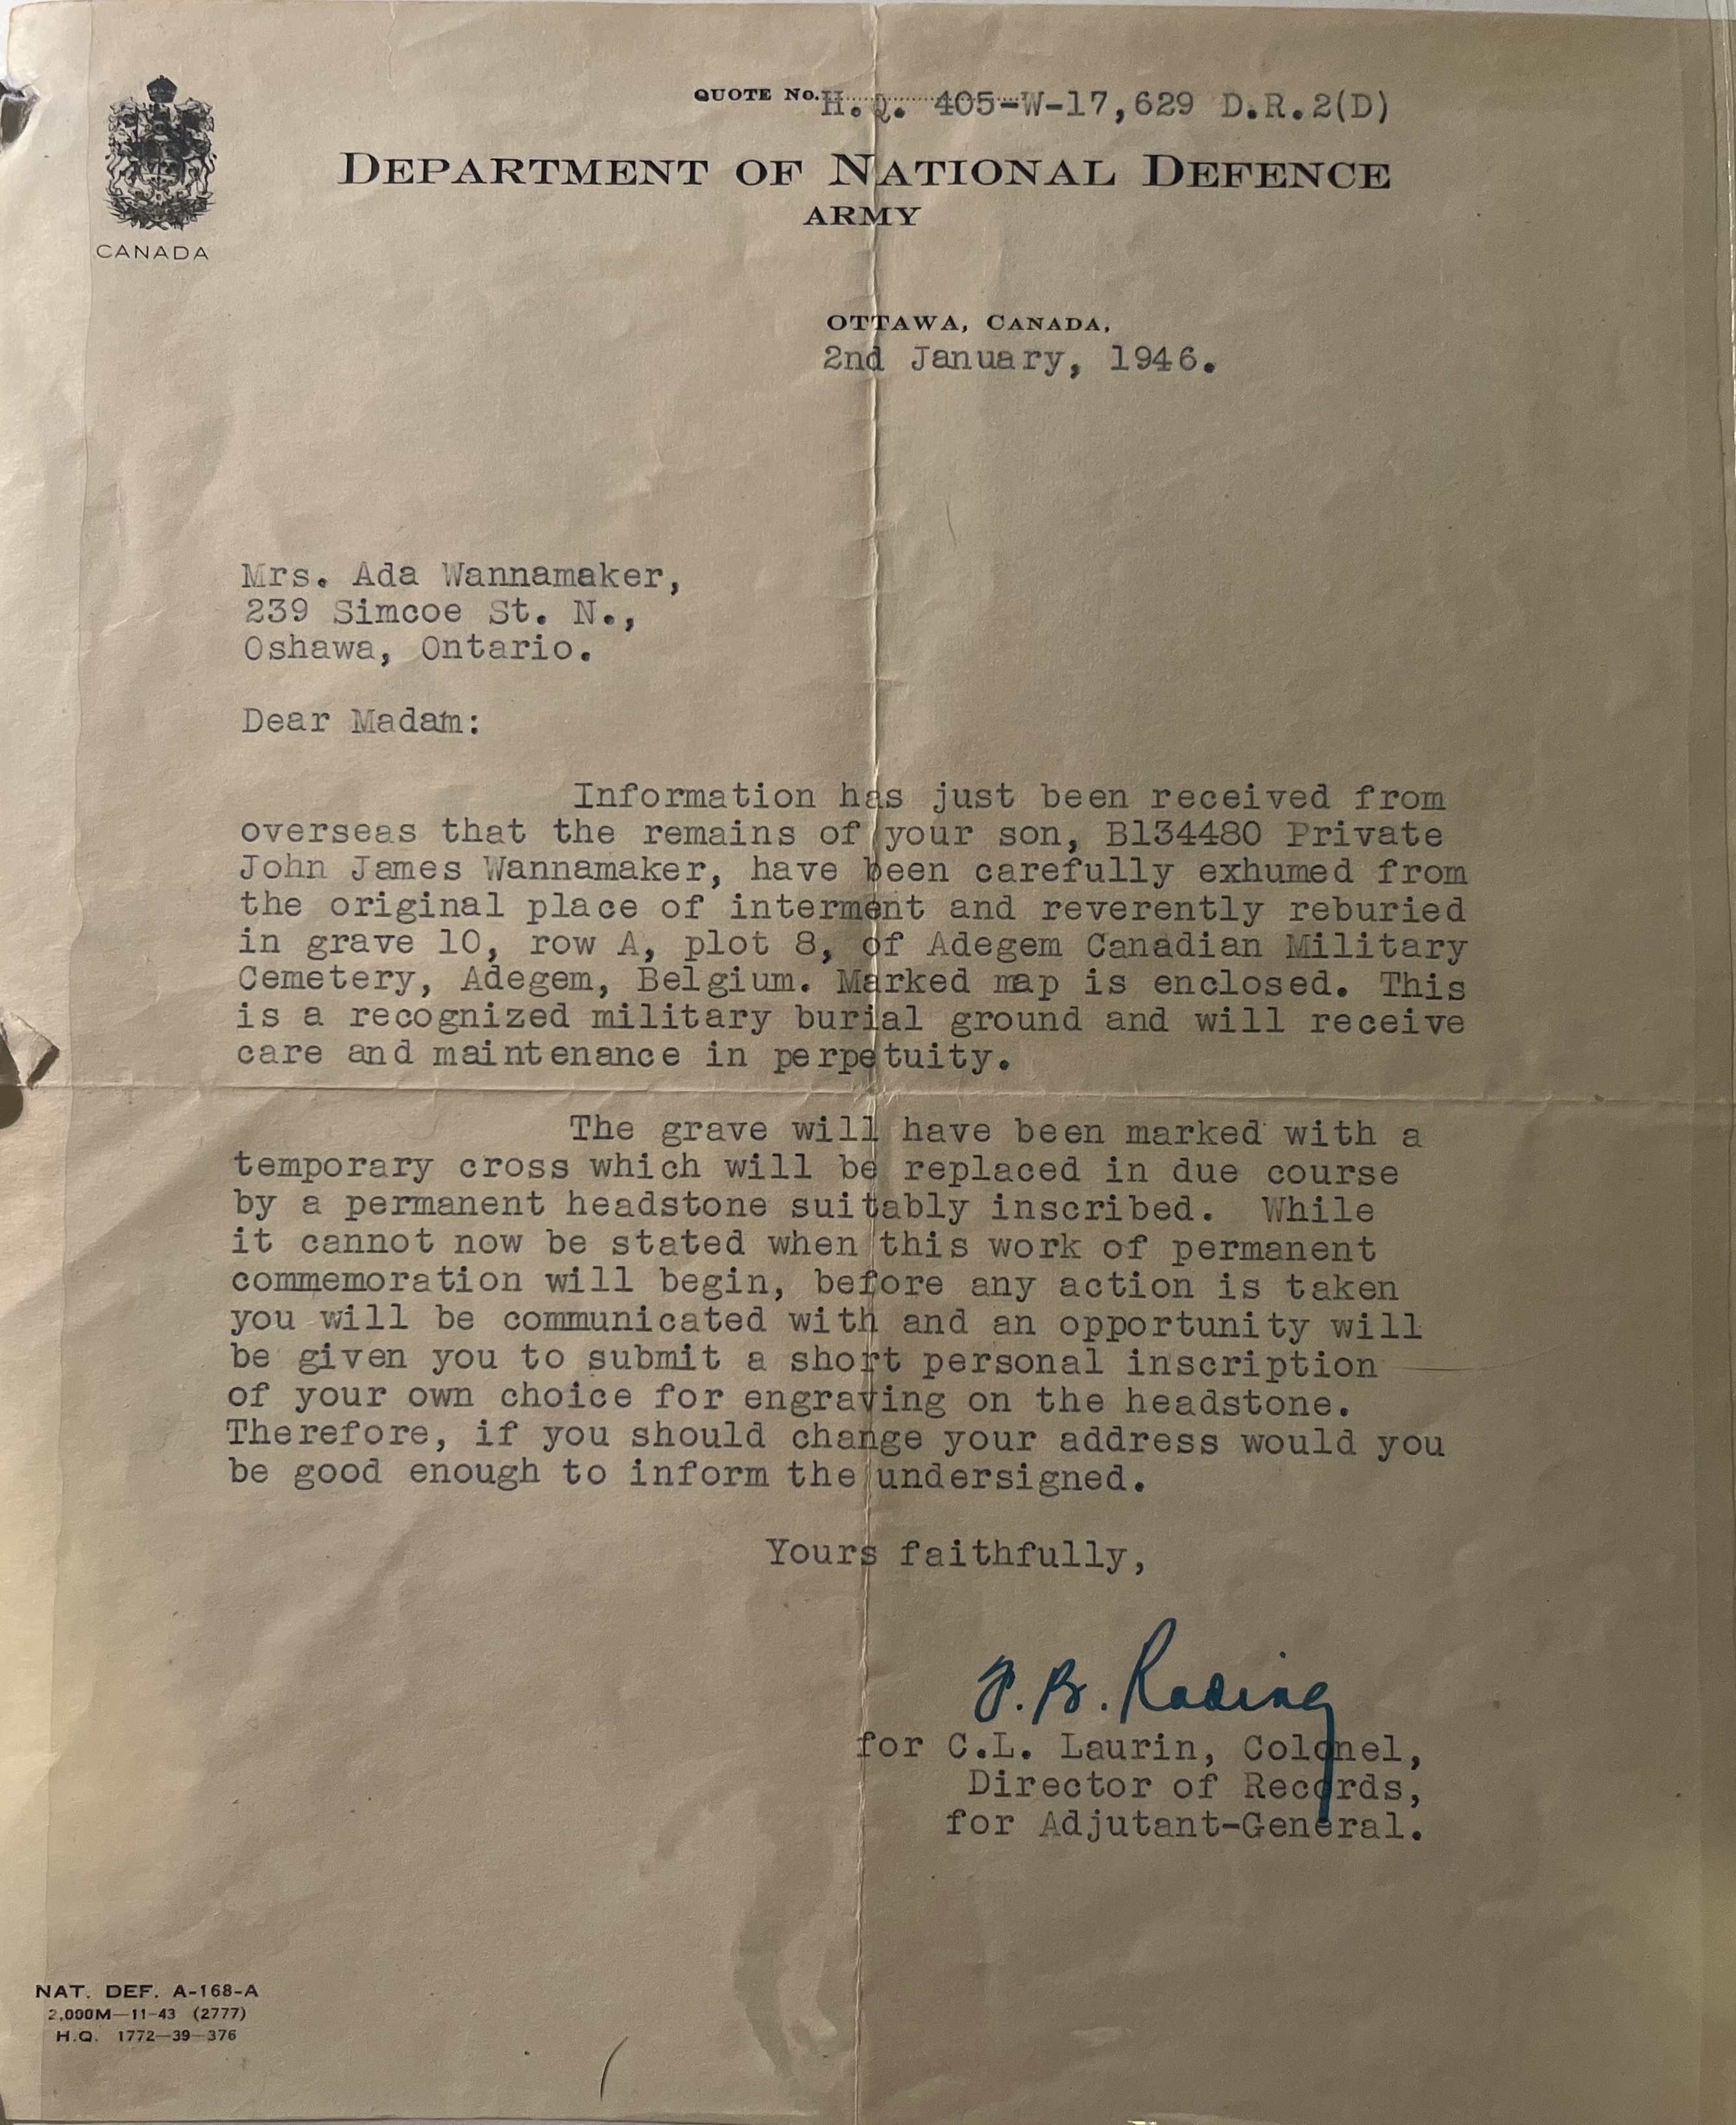 QUOTE No. H.Q. 405-W-17,629 D.R.2(D)
DEPARTMENT OF NATIONAL DEFENCE
ARMY
CANADA
OTTAWA, CANADA,
2nd January, 1946.
Mrs. Ada Wannamaker,
239 Simcoe St. N.,
Oshawa, Ontario.
Dear Madam:
Information has just been received from
overseas that the remains of your son, B134480 Private
John James Wannamaker, have been carefully exhumed from
the original place of interment and reverently reburied
in grave 10, row A, plot 8, of Adegem Canadian Military
Cemetery, Adegem, Belgium. Marked map is enclosed. This
is a recognized military burial ground and will receive
care and maintenance in perpetuity.
The grave will have been marked with a
temporary cross which will be replaced in due course
by a permanent headstone suitably inscribed. While
it cannot now be stated when this work of permanent
commemoration will begin, before any action is taken
you will be communicated with and an opportunity will
be given you to submit a short personal inscription
of your own choice for engraving on the headstone.
Therefore, if you should change your address would you
be good enough to inform the undersigned.
Yours faithfully,
for C.L. Laurin, Colonel,
Director of Records,
for Adjutant-General.
NAT. DEF. A-168-A
2,000M—11-43 (2777)
H.Q. 1772—39—376